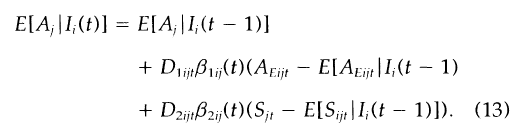 E[A_j|I_i(t)] = E[A_j|I_i(t − 1)]
+ D_{1ijt}β_{1ij}(t)(A_{Eijt} − E[A_{Eijt}|I_i(t − 1)
+ D_{2ijt}β_{2ij}(t)(S_{jt} − E[S_{ijt}|I_i(t − 1)]). (13)